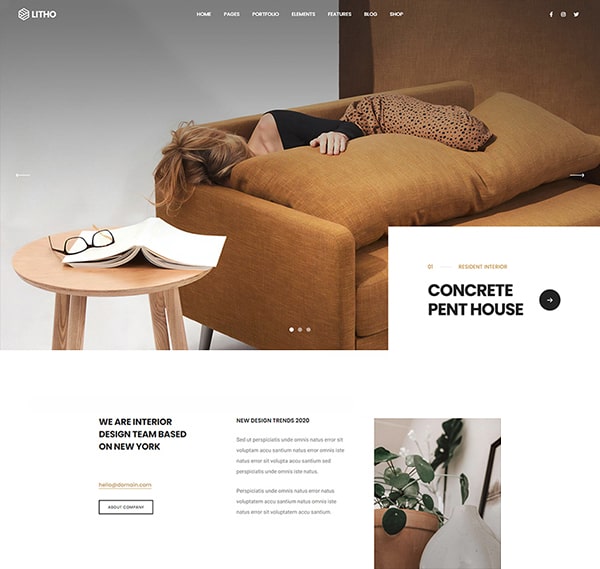 LITHO
HOME PAGES PORTFOLIO ELEMENTS FEATURES BLOG SHOP
01 RESIDENT INTERIOR
CONCRETE
PENT HOUSE
WE ARE INTERIOR
DESIGN TEAM BASED
ON NEW YORK
hello@domain.com
ABOUT COMPANY
NEW DESIGN TRENDS 2020
Sed ut perspiciatis unde omnis natus error sit
voluptam accu santium natus error omnis iste
natus error sit volupta accu santium sed
perspiciatis unde omnis iste natus.
Perspiciatis unde omnis natus error natus
voluptatem accu santium natus omnis iste
natus error sit voluptatem accu santium.